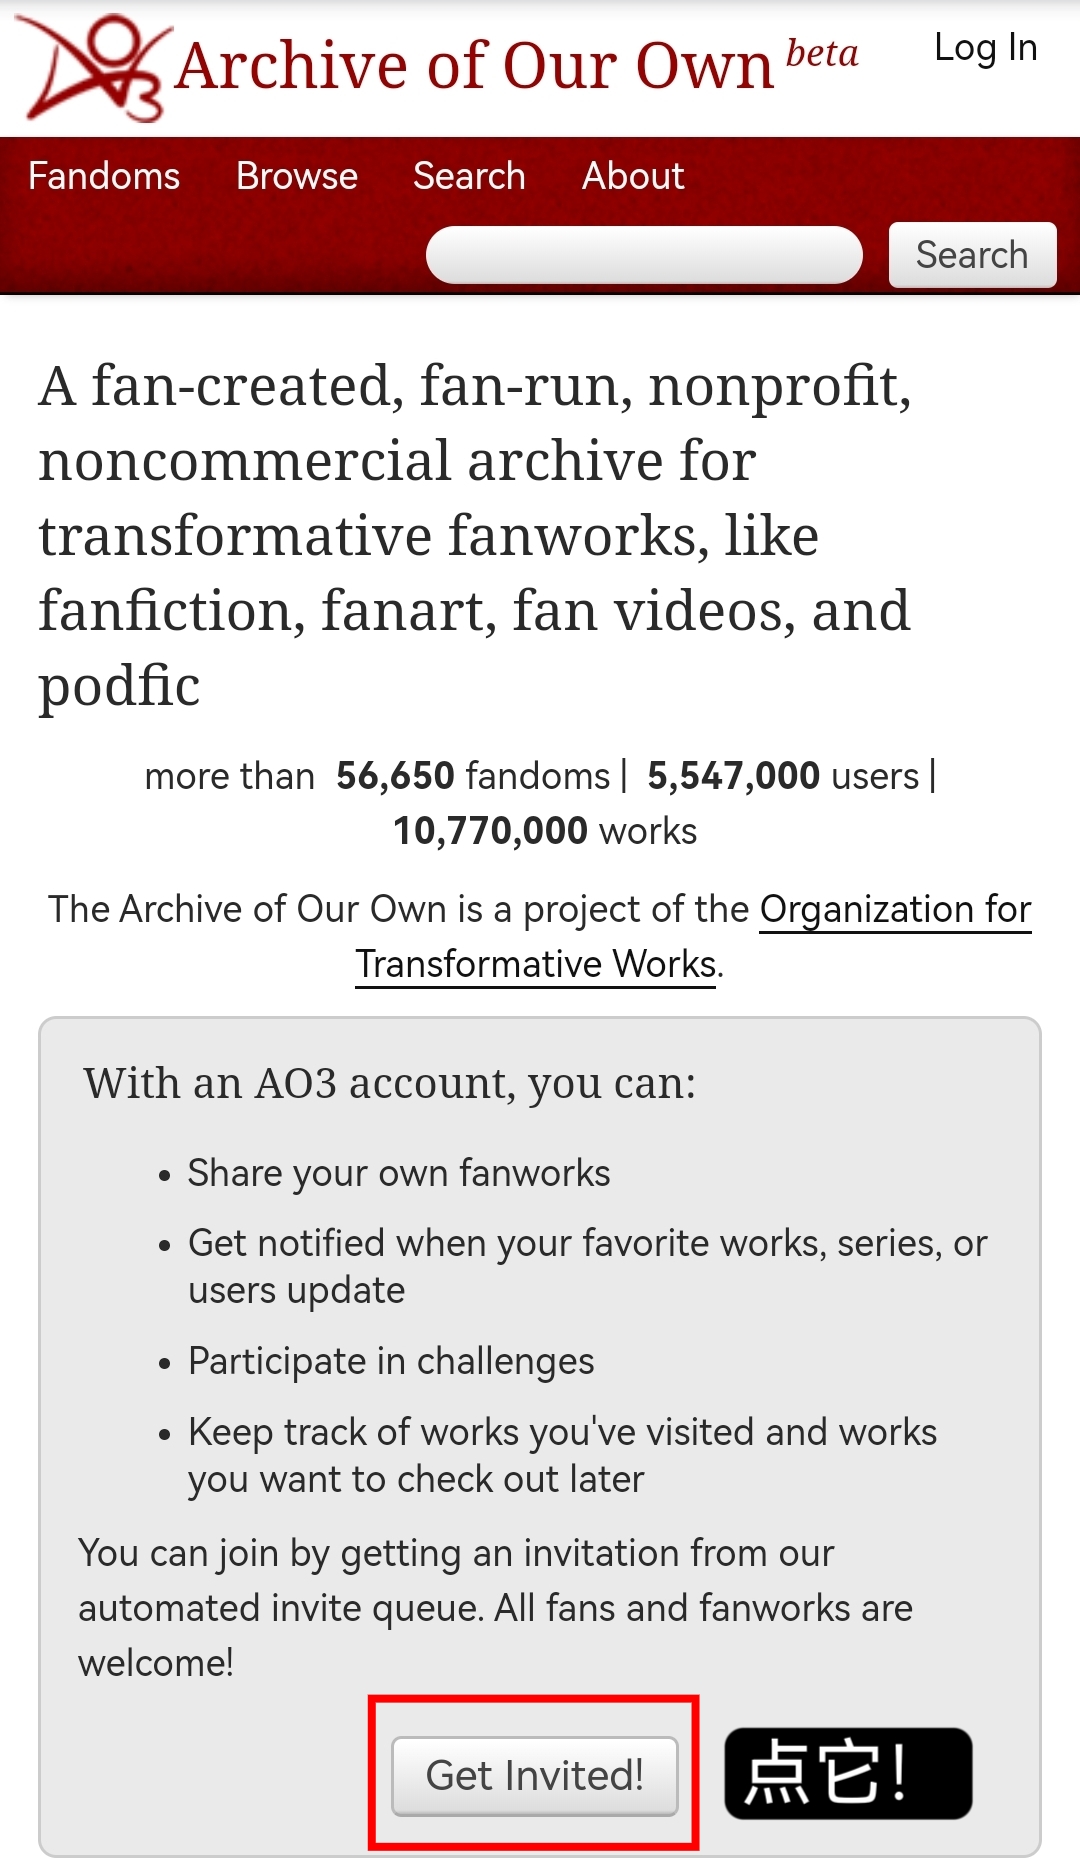 Archive of Our Own beta
Log In
Fandoms Browse Search About
Search
A fan-created, fan-run, nonprofit,
noncommercial archive for
transformative fanworks, like
fanfiction, fanart, fan videos, and
podfic
more than 56,650 fandoms | 5,547,000 users |
10,770,000 works
The Archive of Our Own is a project of the Organization for
Transformative Works.
With an AO3 account, you can:
• Share your own fanworks
• Get notified when your favorite works, series, or
users update
• Participate in challenges
• Keep track of works you've visited and works
you want to check out later
You can join by getting an invitation from our
automated invite queue. All fans and fanworks are
welcome!
Get Invited! 点它!